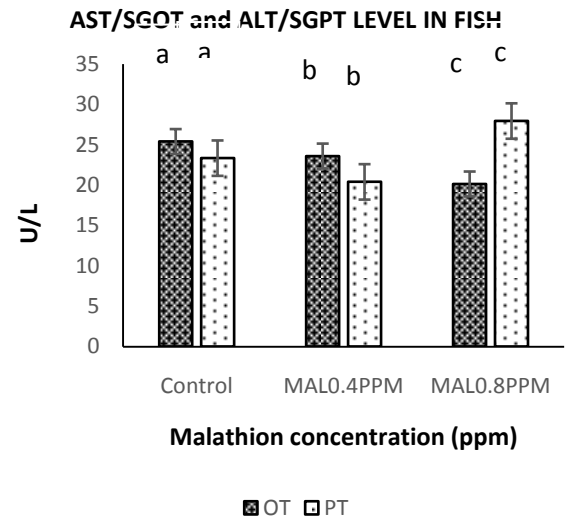 AST/SGOT and ALT/SGPT LEVEL IN FISH
a a b b c c
35
30
25
20
15
10
5
0
U/L
Control MAL0.4PPM MAL0.8PPM
Malathion concentration (ppm)
OT PT